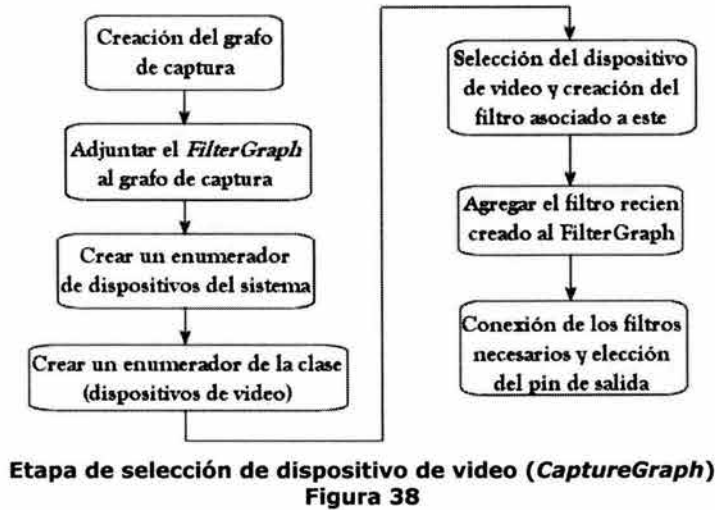 Creación del grafo
de captura
Adjuntar el FilterGraph
al grafo de captura
Crear un enumerador
de dispositivos del sistema
Crear un enumerador de la clase
(dispositivos de video)
Selección del dispositivo
de video y creación del
filtro asociado a este
Agregar el filtro recien
creado al FilterGraph
Conexión de los filtros
necesarios y elección
del pin de salida
Etapa de selección de dispositivo de video (CaptureGraph)
Figura 38